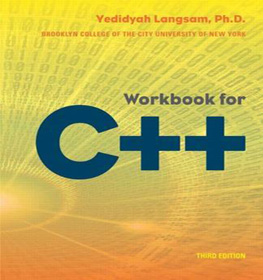 Yedidyah Langsam, Ph.D.
BROOKLYN COLLEGE OF THE CITY UNIVERSITY OF NEW YORK
Workbook for
C++
THIRD EDITION